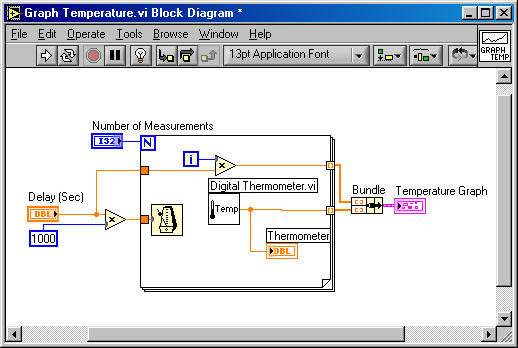 Graph Temperature.vi Block Diagram *
File Edit Operate Tools Browse Window Help
13pt Application Font
GRAPH
TEMP
Number of Measurements
I32
N
i
×
Digital Thermometer.vi
Delay (Sec)
DBL
×
1000
Temp
Thermometer
DBL
Bundle
Temperature Graph